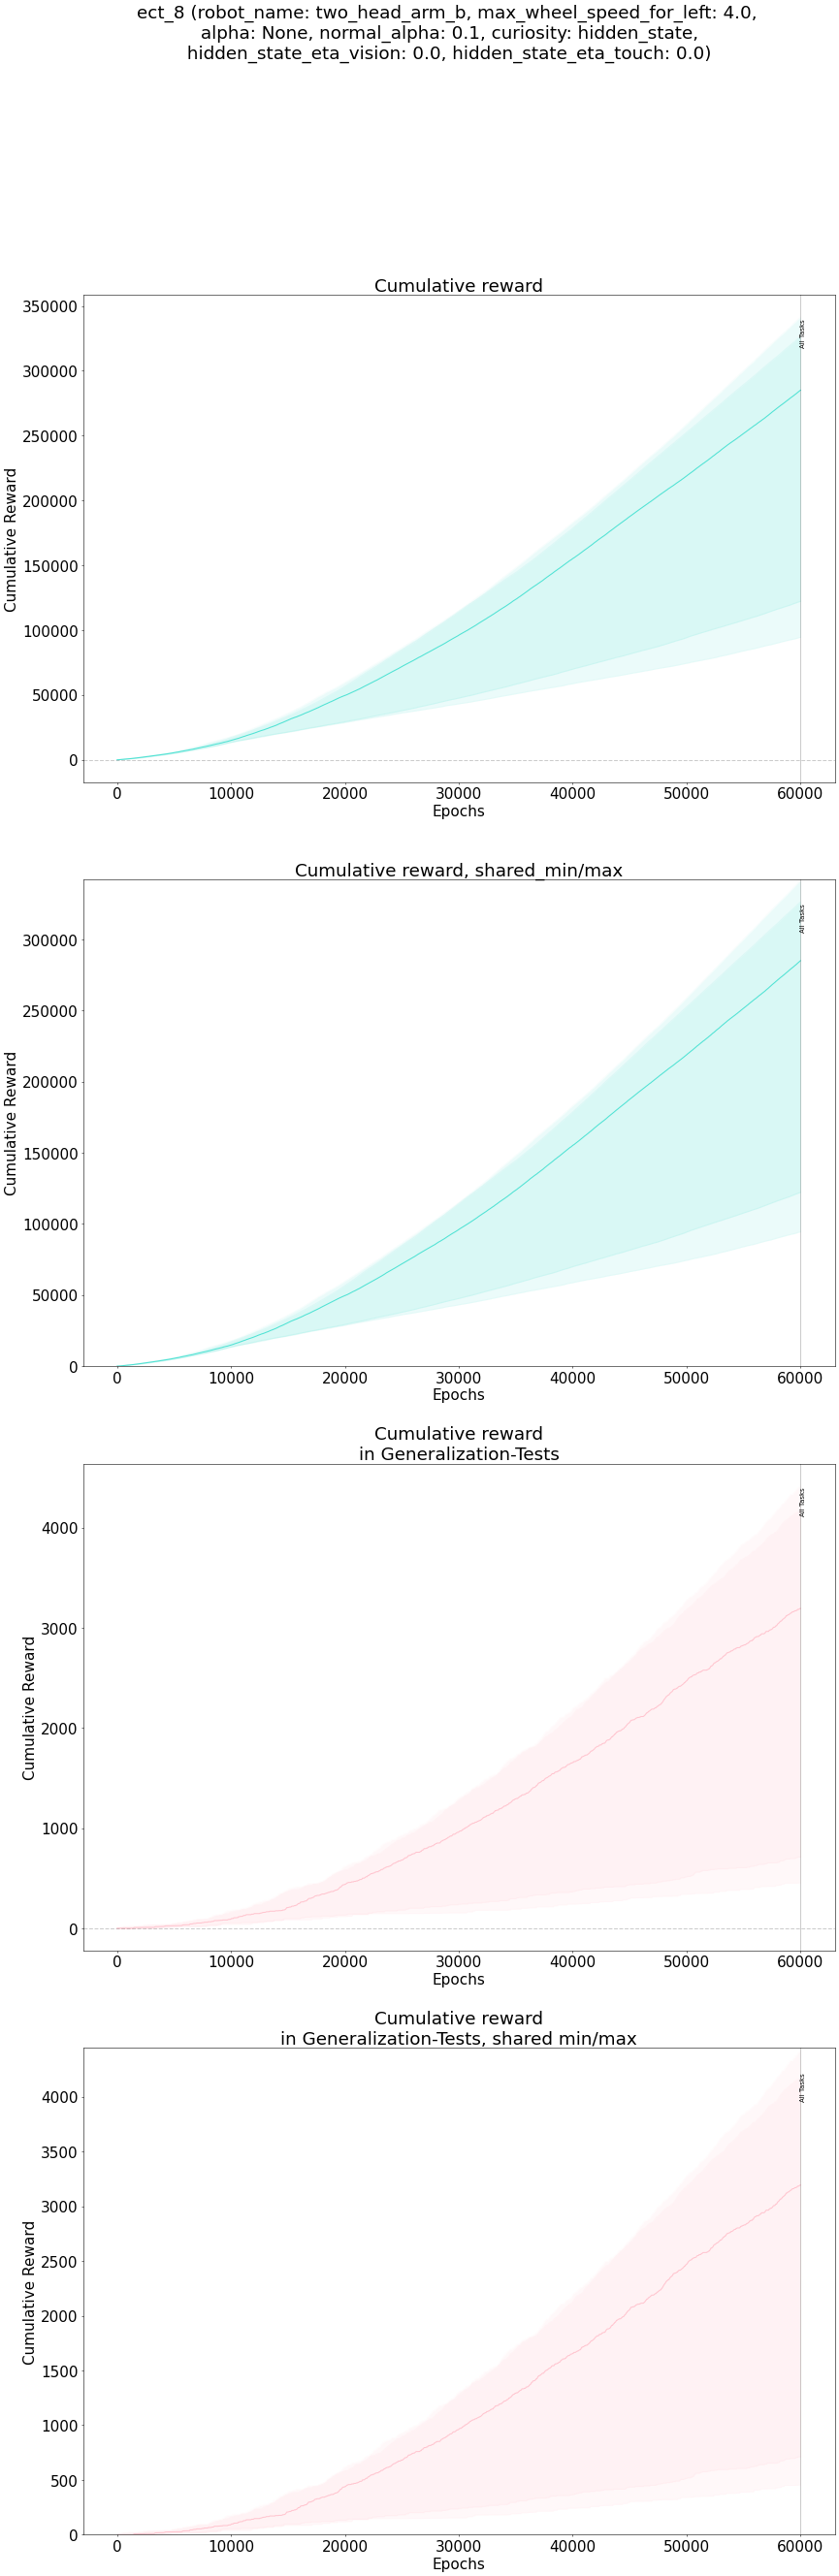 ect_8 (robot_name: two_head_arm_b, max_wheel_speed_for_left: 4.0,
alpha: None, normal_alpha: 0.1, curiosity: hidden_state,
hidden_state_eta_vision: 0.0, hidden_state_eta_touch: 0.0)
Cumulative reward
350000
300000
250000
200000
150000
100000
50000
0
Cumulative Reward
All Tasks
0 10000 20000 30000 40000 50000 60000
Epochs
Cumulative reward, shared_min/max
300000
250000
200000
150000
100000
50000
0
Cumulative Reward
All Tasks
0 10000 20000 30000 40000 50000 60000
Epochs
Cumulative reward
in Generalization-Tests
4000
3000
2000
1000
0
Cumulative Reward
All Tasks
0 10000 20000 30000 40000 50000 60000
Epochs
Cumulative reward
in Generalization-Tests, shared min/max
4000
3500
3000
2500
2000
1500
1000
500
0
Cumulative Reward
All Tasks
0 10000 20000 30000 40000 50000 60000
Epochs